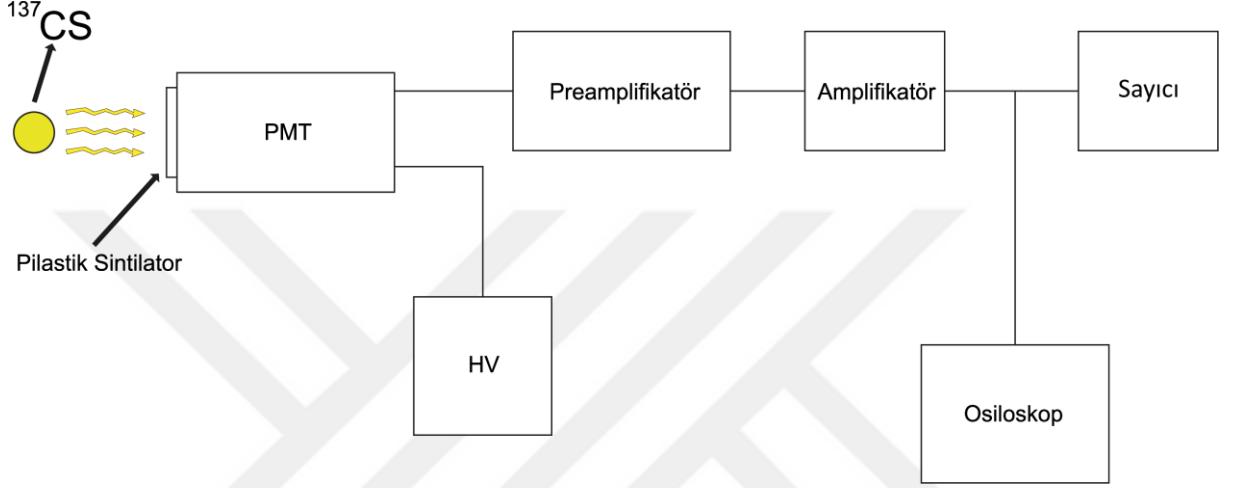 ¹³⁷CS
PMT
Preamplifikatör
Amplifikatör
Sayıcı
Pilastik Sintilator
HV
Osiloskop